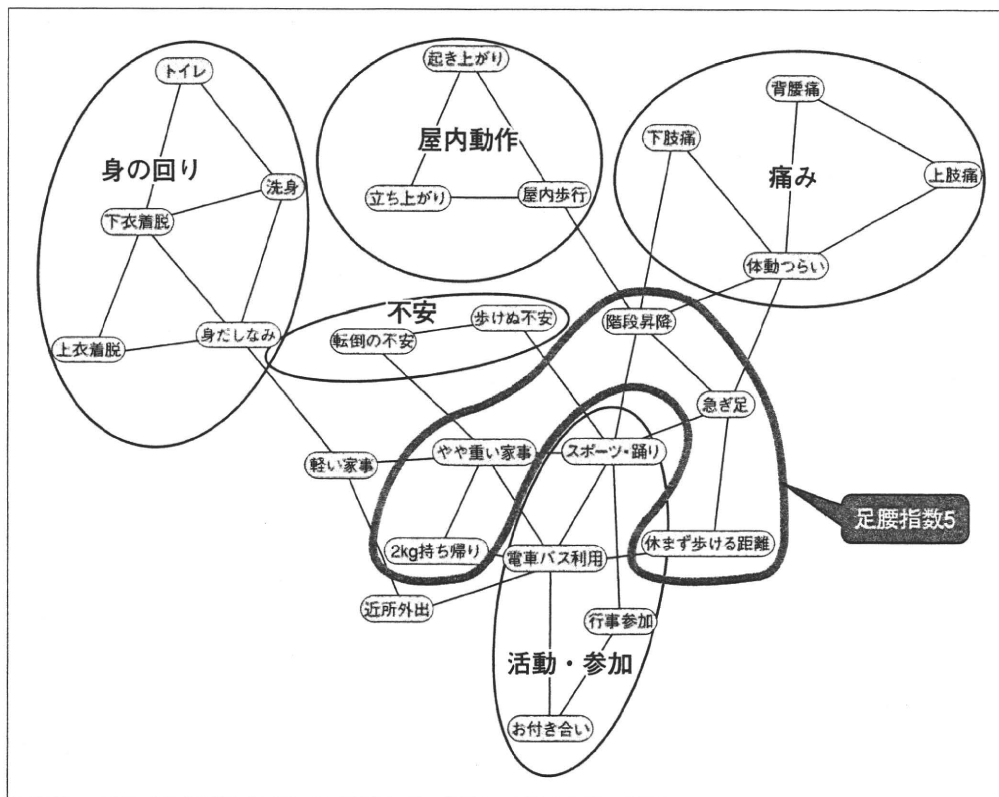 起き上がり
トイレ
背腰痛
下肢痛
屋内動作
身の回り
痛み
上肢痛
洗身
立ち上がり
屋内歩行
下衣着脱
体動つらい
不安
歩けぬ不安
階段昇降
身だしなみ
転倒の不安
上衣着脱
急ぎ足
やや重い家事
スポーツ・踊り
軽い家事
足腰指数5
2kg持ち帰り
電車バス利用
休まず歩ける距離
近所外出
行事参加
活動・参加
お付き合い